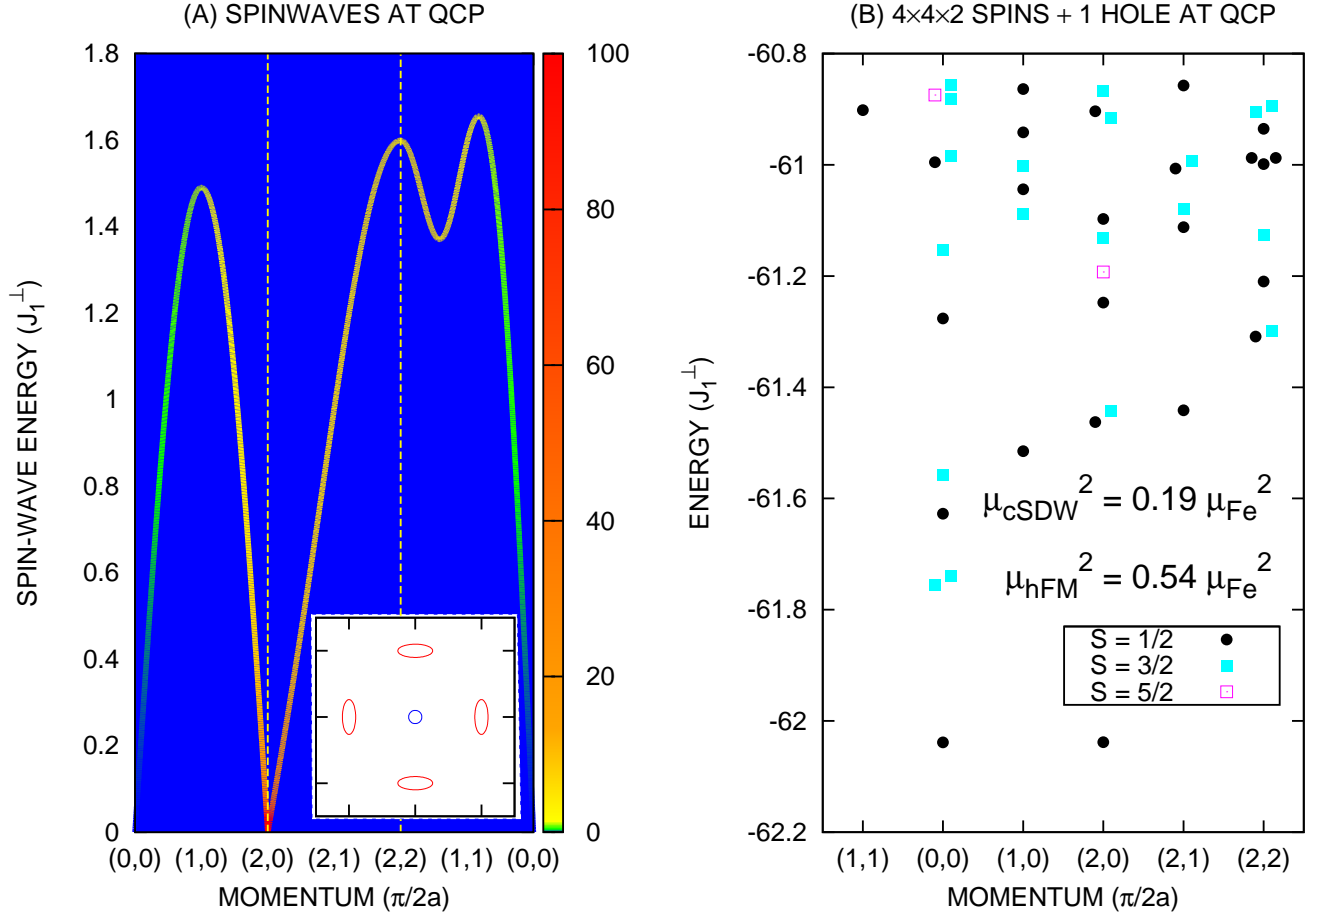 (A) SPINWAVES AT QCP
SPIN-WAVE ENERGY (J₁^⊥)
1.8
1.6
1.4
1.2
1
0.8
0.6
0.4
0.2
0
(0,0) (1,0) (2,0) (2,1) (2,2) (1,1) (0,0)
MOMENTUM (π/2a)
100
80
60
40
20
0
(B) 4×4×2 SPINS + 1 HOLE AT QCP
ENERGY (J₁^⊥)
-60.8
-61
-61.2
-61.4
-61.6
-61.8
-62
-62.2
μ_cSDW² = 0.19 μ_Fe²
μ_hFM² = 0.54 μ_Fe²
S = 1/2
S = 3/2
S = 5/2
(1,1) (0,0) (1,0) (2,0) (2,1) (2,2)
MOMENTUM (π/2a)